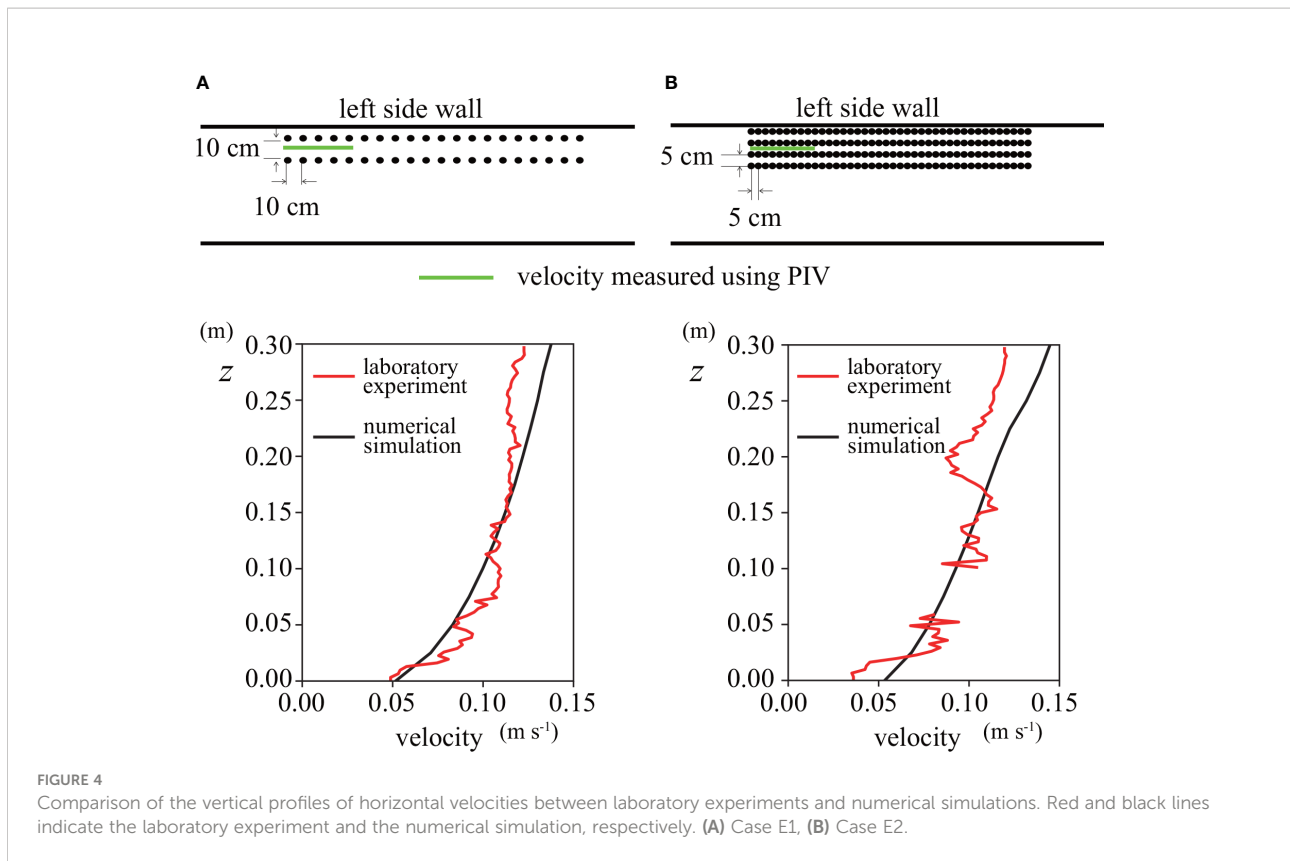 A
left side wall
10 cm
10 cm
B
left side wall
5 cm
5 cm
velocity measured using PIV
(m)
z
0.30
0.25
0.20
0.15
0.10
0.05
0.00
laboratory
experiment
numerical
simulation
0.00 0.05 0.10 0.15
velocity (m s-1)
(m)
z
0.30
0.25
0.20
0.15
0.10
0.05
0.00
laboratory
experiment
numerical
simulation
0.00 0.05 0.10 0.15
velocity (m s-1)
FIGURE 4
Comparison of the vertical profiles of horizontal velocities between laboratory experiments and numerical simulations. Red and black lines
indicate the laboratory experiment and the numerical simulation, respectively. (A) Case E1, (B) Case E2.